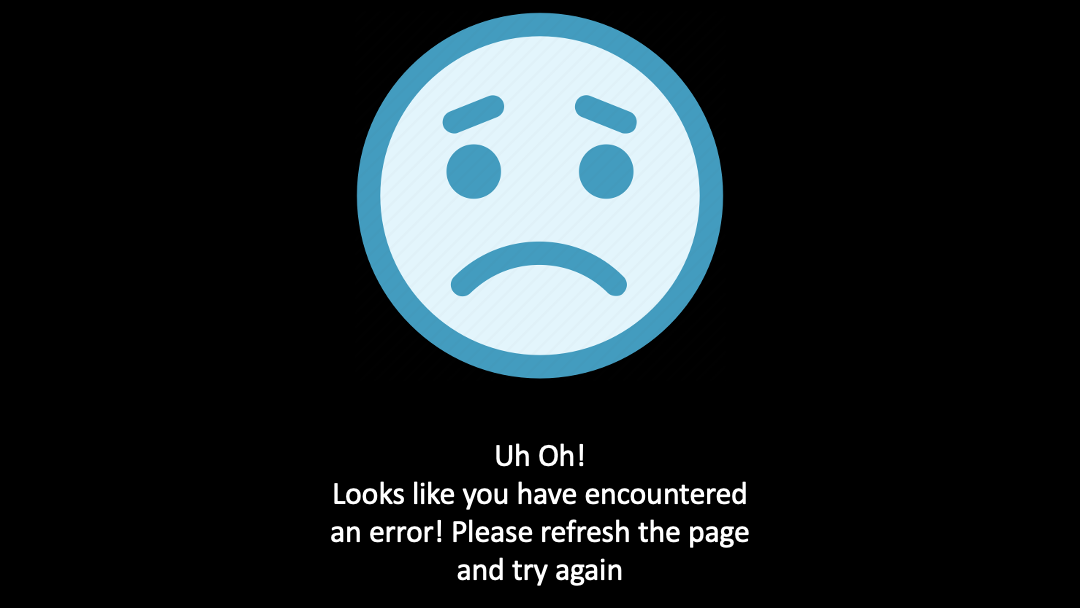 Uh Oh!
Looks like you have encountered
an error! Please refresh the page
and try again